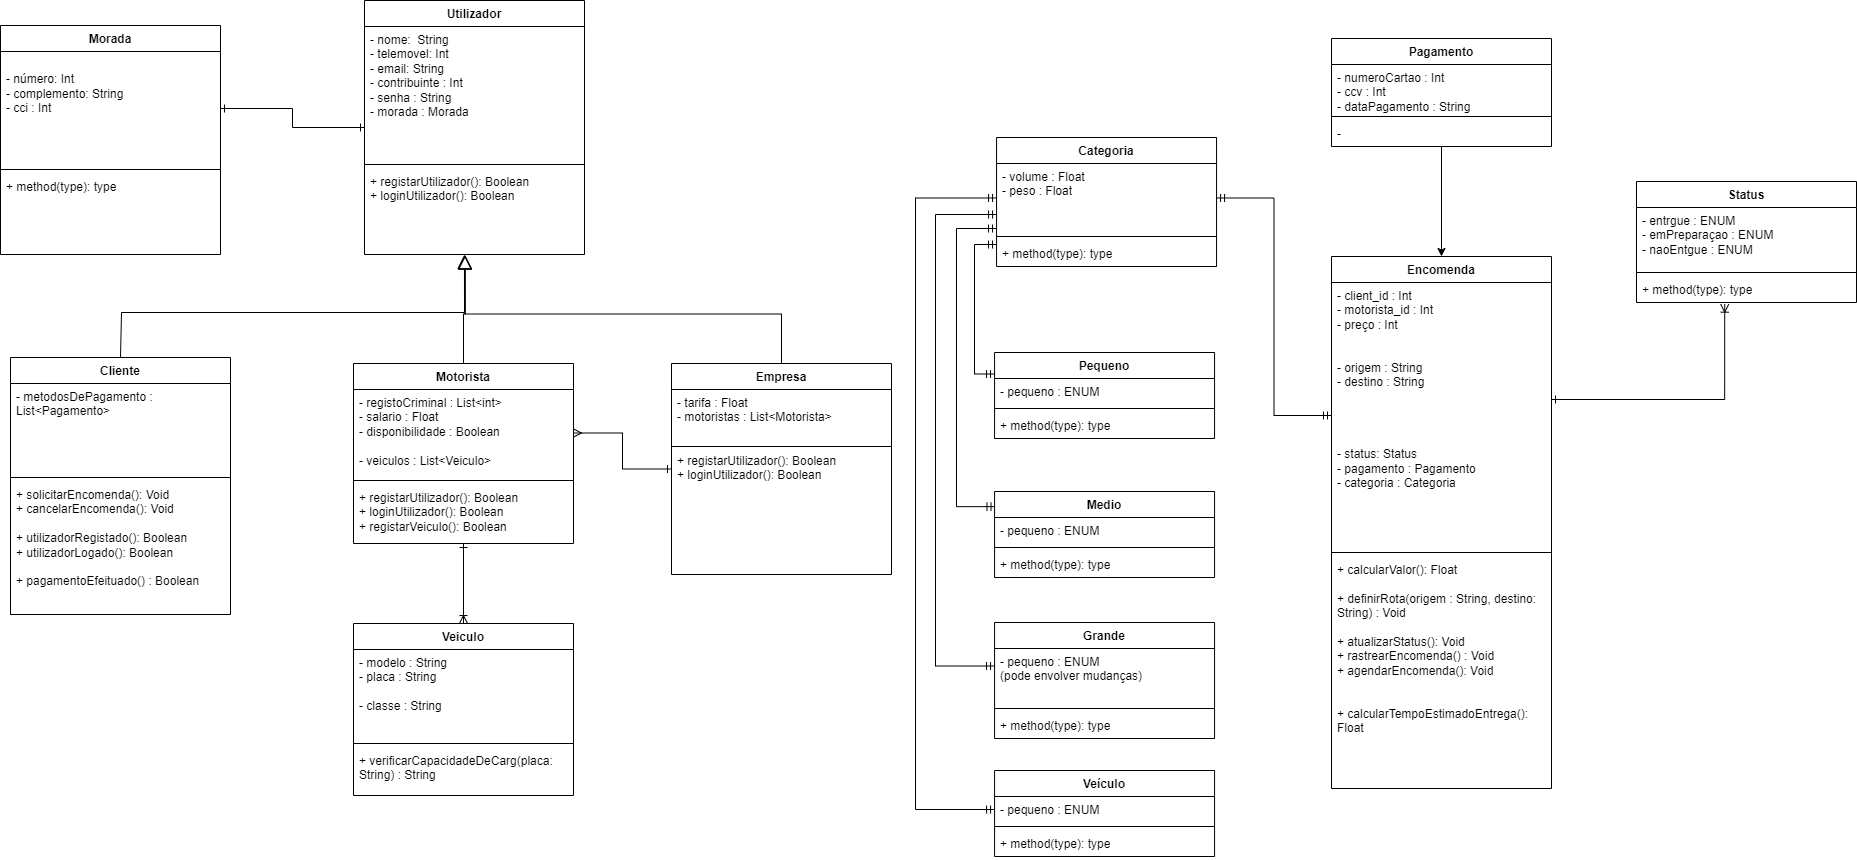 Morada
- número: Int
- complemento: String
- cci : Int
+ method(type): type
Utilizador
- nome:  String
- telemovel: Int
- email: String
- contribuinte : Int
- senha : String
- morada : Morada
+ registarUtilizador(): Boolean
+ loginUtilizador(): Boolean
Cliente
- metodosDePagamento :
List<Pagamento>
+ solicitarEncomenda(): Void
+ cancelarEncomenda(): Void
+ utilizadorRegistado(): Boolean
+ utilizadorLogado(): Boolean
+ pagamentoEfeituado() : Boolean
Motorista
- registoCriminal : List<int>
- salario : Float
- disponibilidade : Boolean
- veiculos : List<Veiculo>
+ registarUtilizador(): Boolean
+ loginUtilizador(): Boolean
+ registarVeiculo(): Boolean
Empresa
- tarifa : Float
- motoristas : List<Motorista>
+ registarUtilizador(): Boolean
+ loginUtilizador(): Boolean
Veiculo
- modelo : String
- placa : String
- classe : String
+ verificarCapacidadeDeCarg(placa:
String) : String
Categoria
- volume : Float
- peso : Float
+ method(type): type
Pequeno
- pequeno : ENUM
+ method(type): type
Medio
- pequeno : ENUM
+ method(type): type
Grande
- pequeno : ENUM
(pode envolver mudanças)
+ method(type): type
Veículo
- pequeno : ENUM
+ method(type): type
Pagamento
- numeroCartao : Int
- ccv : Int
- dataPagamento : String
-
Encomenda
- client_id : Int
- motorista_id : Int
- preço : Int
- origem : String
- destino : String
- status: Status
- pagamento : Pagamento
- categoria : Categoria
+ calcularValor(): Float
+ definirRota(origem : String, destino:
String) : Void
+ atualizarStatus(): Void
+ rastrearEncomenda() : Void
+ agendarEncomenda(): Void
+ calcularTempoEstimadoEntrega():
Float
Status
- entrgue : ENUM
- emPreparaçao : ENUM
- naoEntgue : ENUM
+ method(type): type